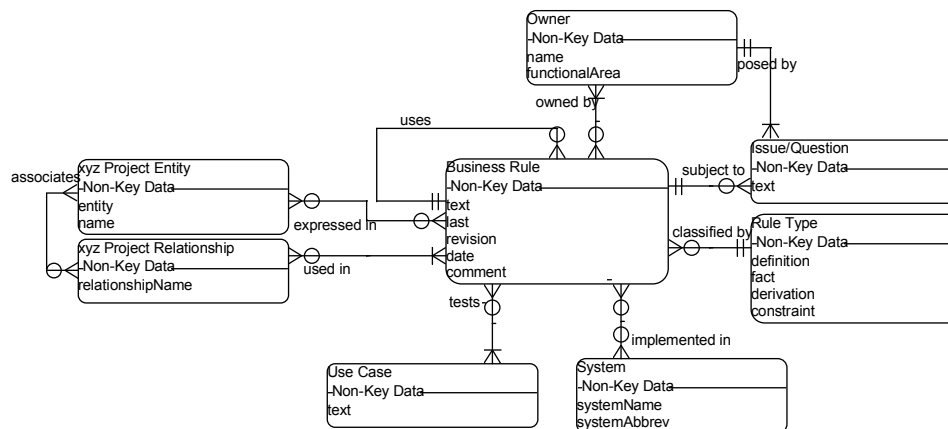 Owner
Non-Key Data
name
functionalArea
posed by
owned by
uses
associates
xyz Project Entity
Non-Key Data
entity
name
expressed in
xyz Project Relationship
Non-Key Data
relationshipName
used in
Business Rule
Non-Key Data
text
last
revision
date
comment
subject to
Issue/Question
Non-Key Data
text
classified by
Rule Type
Non-Key Data
definition
fact
derivation
constraint
tests
implemented in
Use Case
Non-Key Data
text
System
Non-Key Data
systemName
systemAbbrev